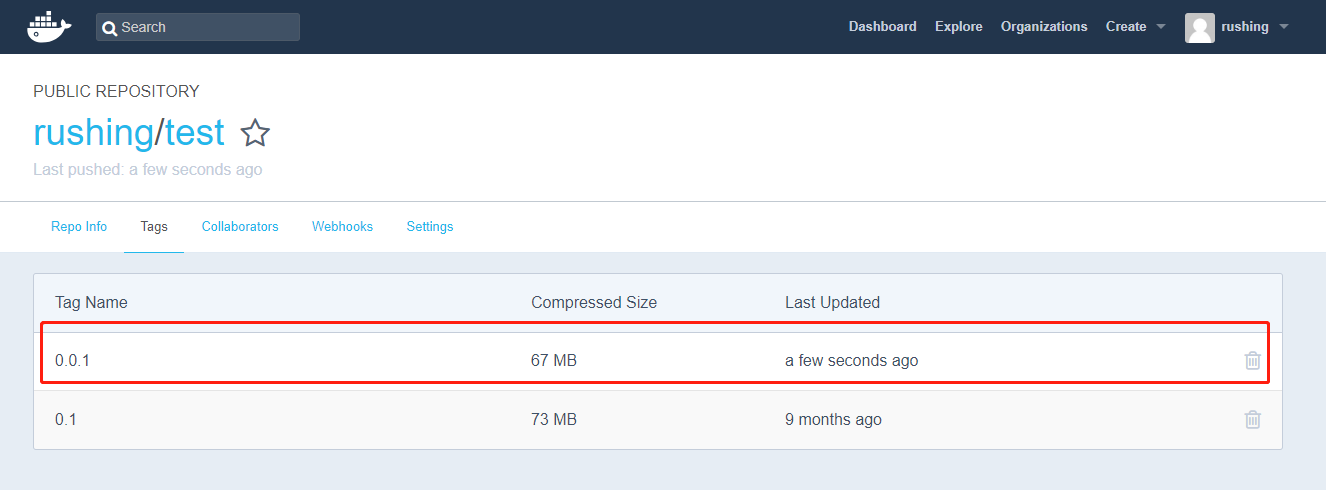 Search Dashboard Explore Organizations Create rushing
PUBLIC REPOSITORY
rushing/test
Last pushed: a few seconds ago
Repo Info Tags Collaborators Webhooks Settings
Tag Name Compressed Size Last Updated
0.0.1 67 MB a few seconds ago
0.1 73 MB 9 months ago